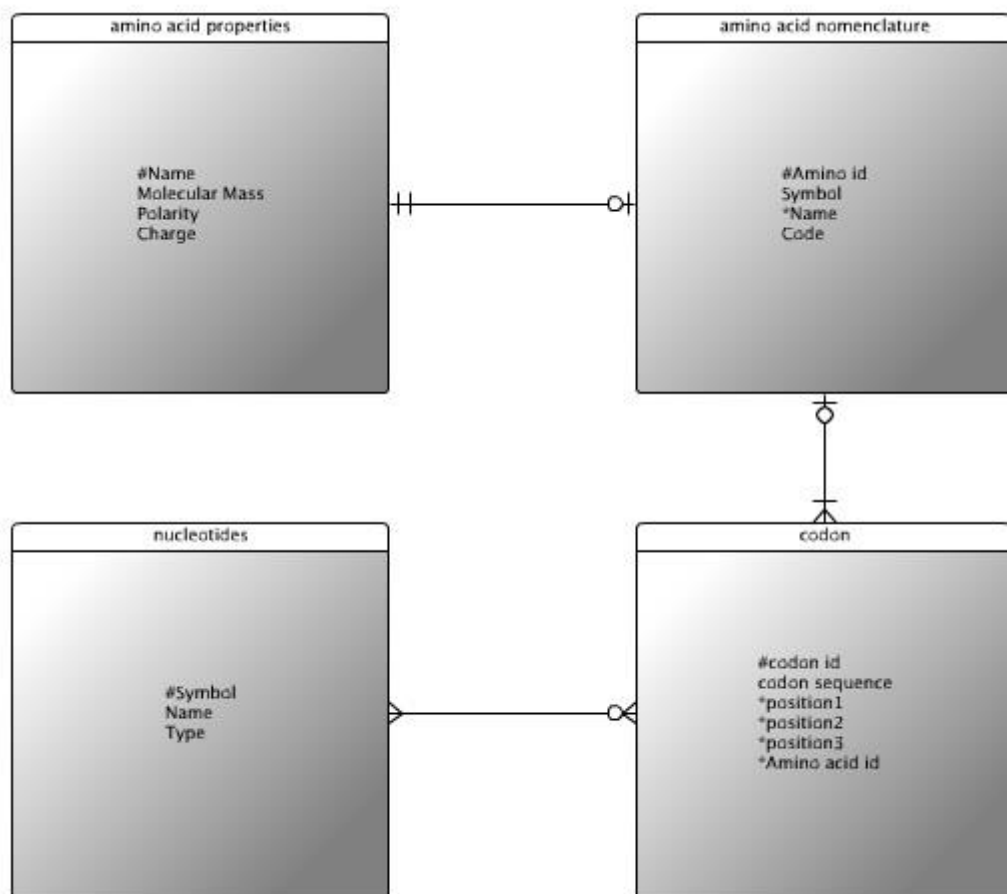 amino acid properties
#Name
Molecular Mass
Polarity
Charge
amino acid nomenclature
#Amino id
Symbol
*Name
Code
nucleotides
#Symbol
Name
Type
codon
#codon id
codon sequence
*position1
*position2
*position3
*Amino acid id